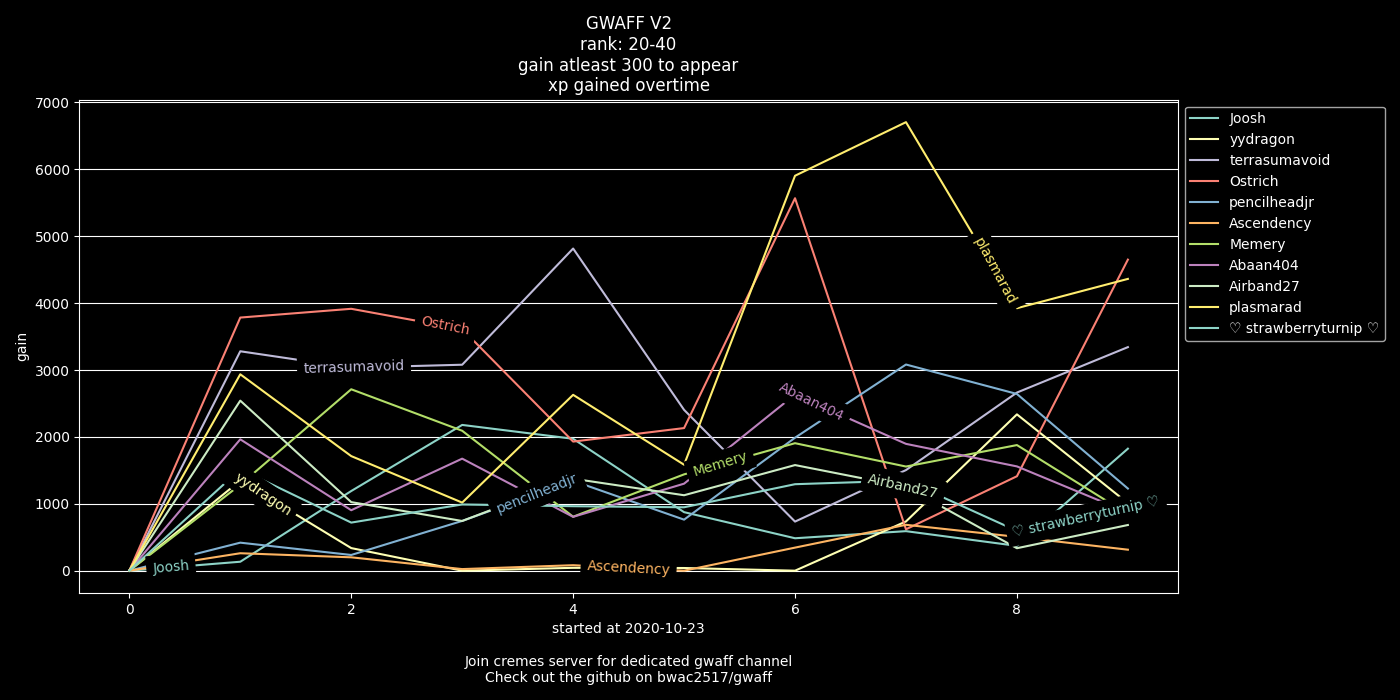 GWAFF V2
rank: 20-40
gain atleast 300 to appear
xp gained overtime
7000
6000
5000
4000
3000
2000
1000
0
gain
Joosh
yydragon
terrasumavoid
Ostrich
pencilheadjr
Ascendency
Memery
Abaan404
Airband27
plasmarad
♡ strawberryturnip ♡
Joosh
yydragon
terrasumavoid
Ostrich
pencilheadjr
Ascendency
Memery
Abaan404
Airband27
plasmarad
♡ strawberryturnip ♡
0
2
4
6
8
started at 2020-10-23
Join cremes server for dedicated gwaff channel
Check out the github on bwac2517/gwaff